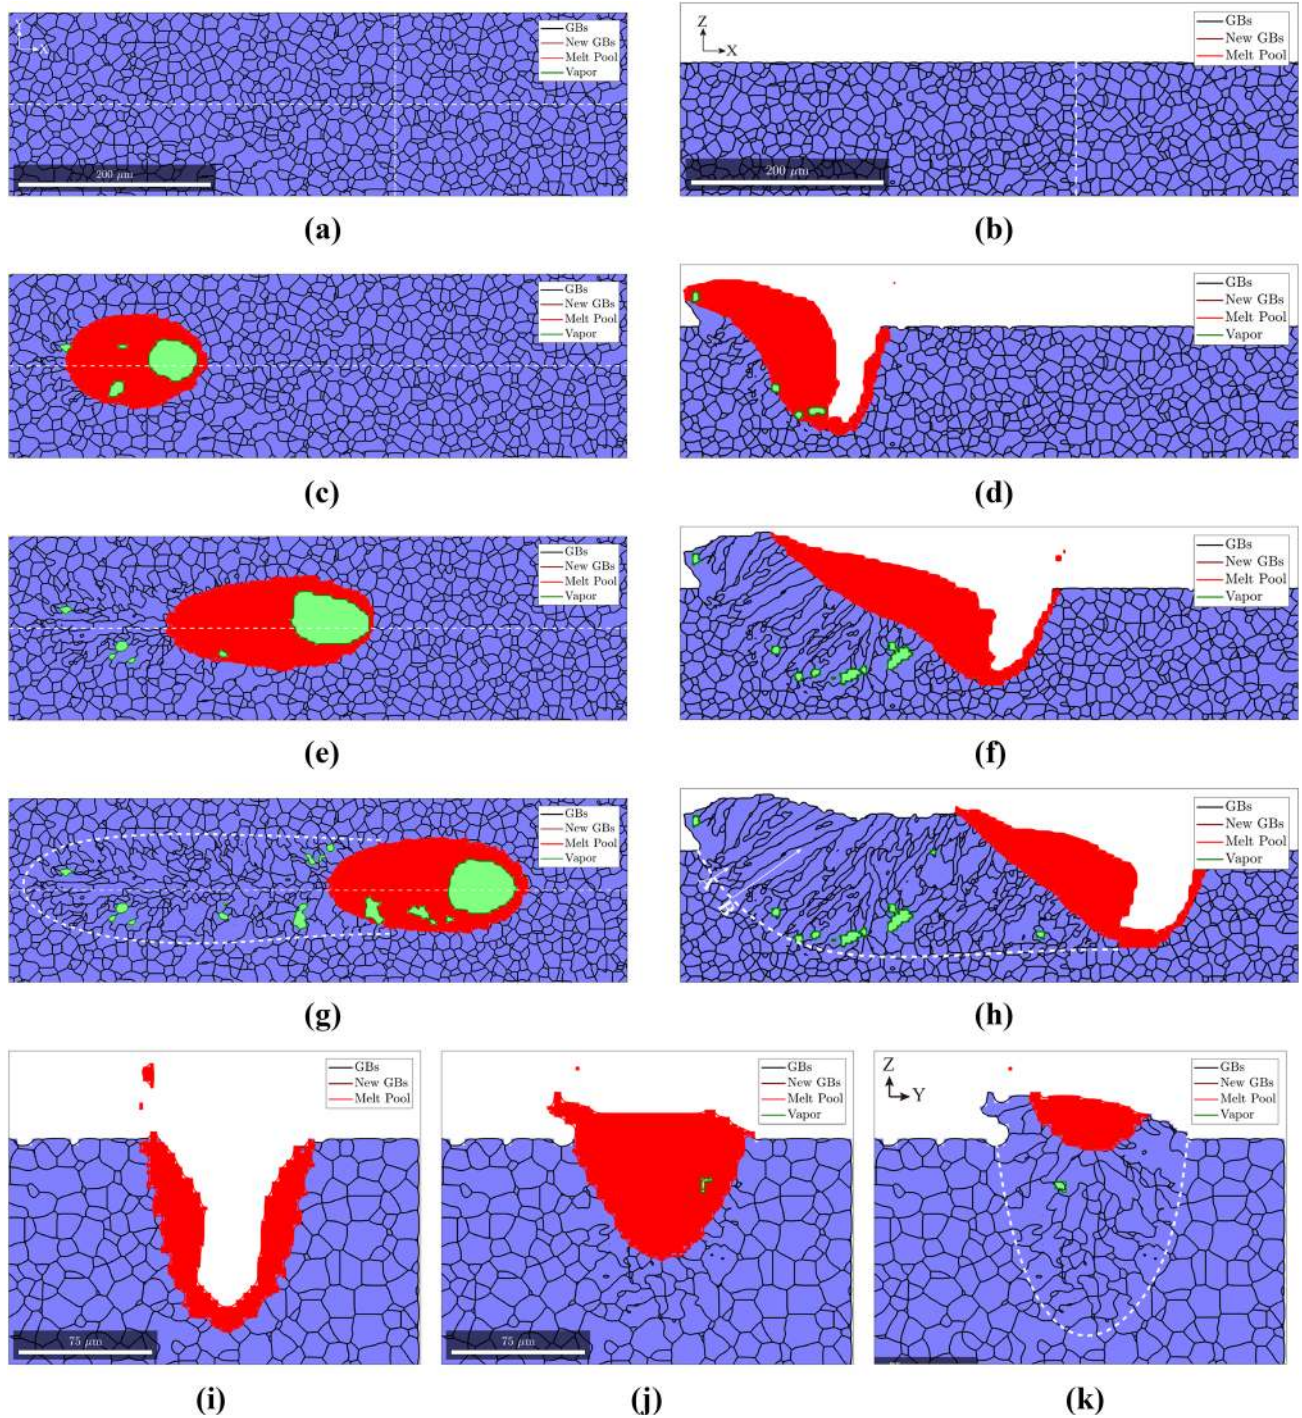 Y
X
GBs
New GBs
Melt Pool
Vapor
200 μm
(a)
Z
X
GBs
New GBs
Melt Pool
200 μm
(b)
GBs
New GBs
Melt Pool
Vapor
(c)
GBs
New GBs
Melt Pool
Vapor
(d)
GBs
New GBs
Melt Pool
Vapor
(e)
GBs
New GBs
Melt Pool
Vapor
(f)
GBs
New GBs
Melt Pool
Vapor
(g)
GBs
New GBs
Melt Pool
Vapor
(h)
GBs
New GBs
Melt Pool
75 μm
(i)
GBs
New GBs
Melt Pool
Vapor
75 μm
(j)
Z
Y
GBs
New GBs
Melt Pool
Vapor
(k)